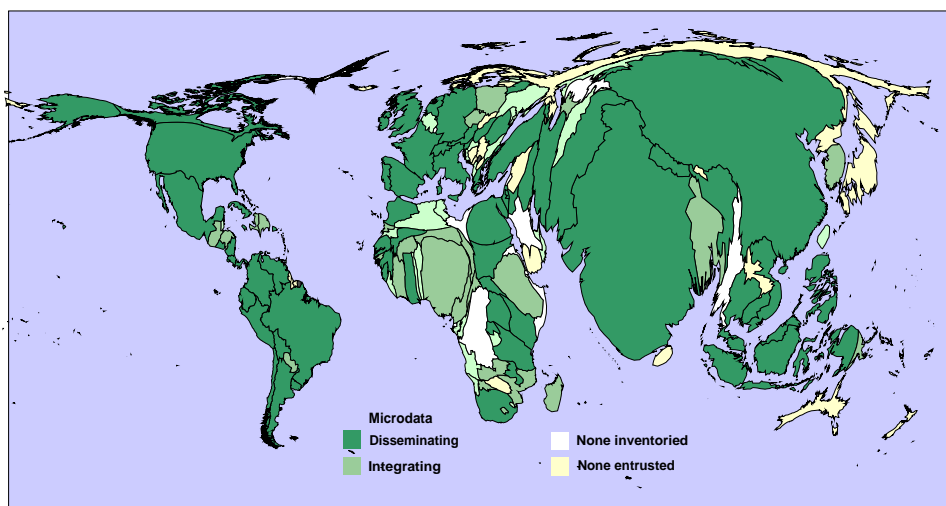 Microdata
Disseminating
Integrating
None inventoried
None entrusted